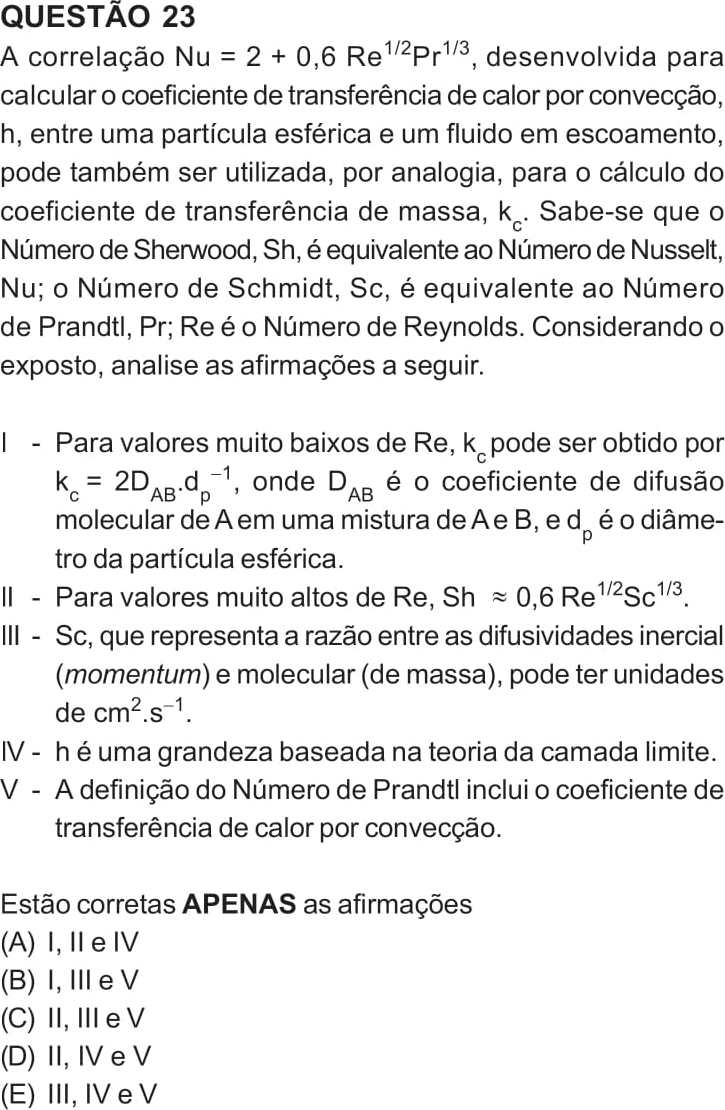 QUESTÃO 23
A correlação Nu = 2 + 0,6 Re^{1/2}Pr^{1/3}, desenvolvida para
calcular o coeficiente de transferência de calor por convecção,
h, entre uma partícula esférica e um fluido em escoamento,
pode também ser utilizada, por analogia, para o cálculo do
coeficiente de transferência de massa, k_c. Sabe-se que o
Número de Sherwood, Sh, é equivalente ao Número de Nusselt,
Nu; o Número de Schmidt, Sc, é equivalente ao Número
de Prandtl, Pr; Re é o Número de Reynolds. Considerando o
exposto, analise as afirmações a seguir.
I - Para valores muito baixos de Re, k_c pode ser obtido por
k_c = 2D_{AB}.d_p^{−1}, onde D_{AB} é o coeficiente de difusão
molecular de A em uma mistura de A e B, e d_p é o diâme-
tro da partícula esférica.
II - Para valores muito altos de Re, Sh ≈ 0,6 Re^{1/2}Sc^{1/3}.
III - Sc, que representa a razão entre as difusividades inercial
(momentum) e molecular (de massa), pode ter unidades
de cm^2.s^{−1}.
IV - h é uma grandeza baseada na teoria da camada limite.
V - A definição do Número de Prandtl inclui o coeficiente de
transferência de calor por convecção.
Estão corretas APENAS as afirmações
(A) I, II e IV
(B) I, III e V
(C) II, III e V
(D) II, IV e V
(E) III, IV e V